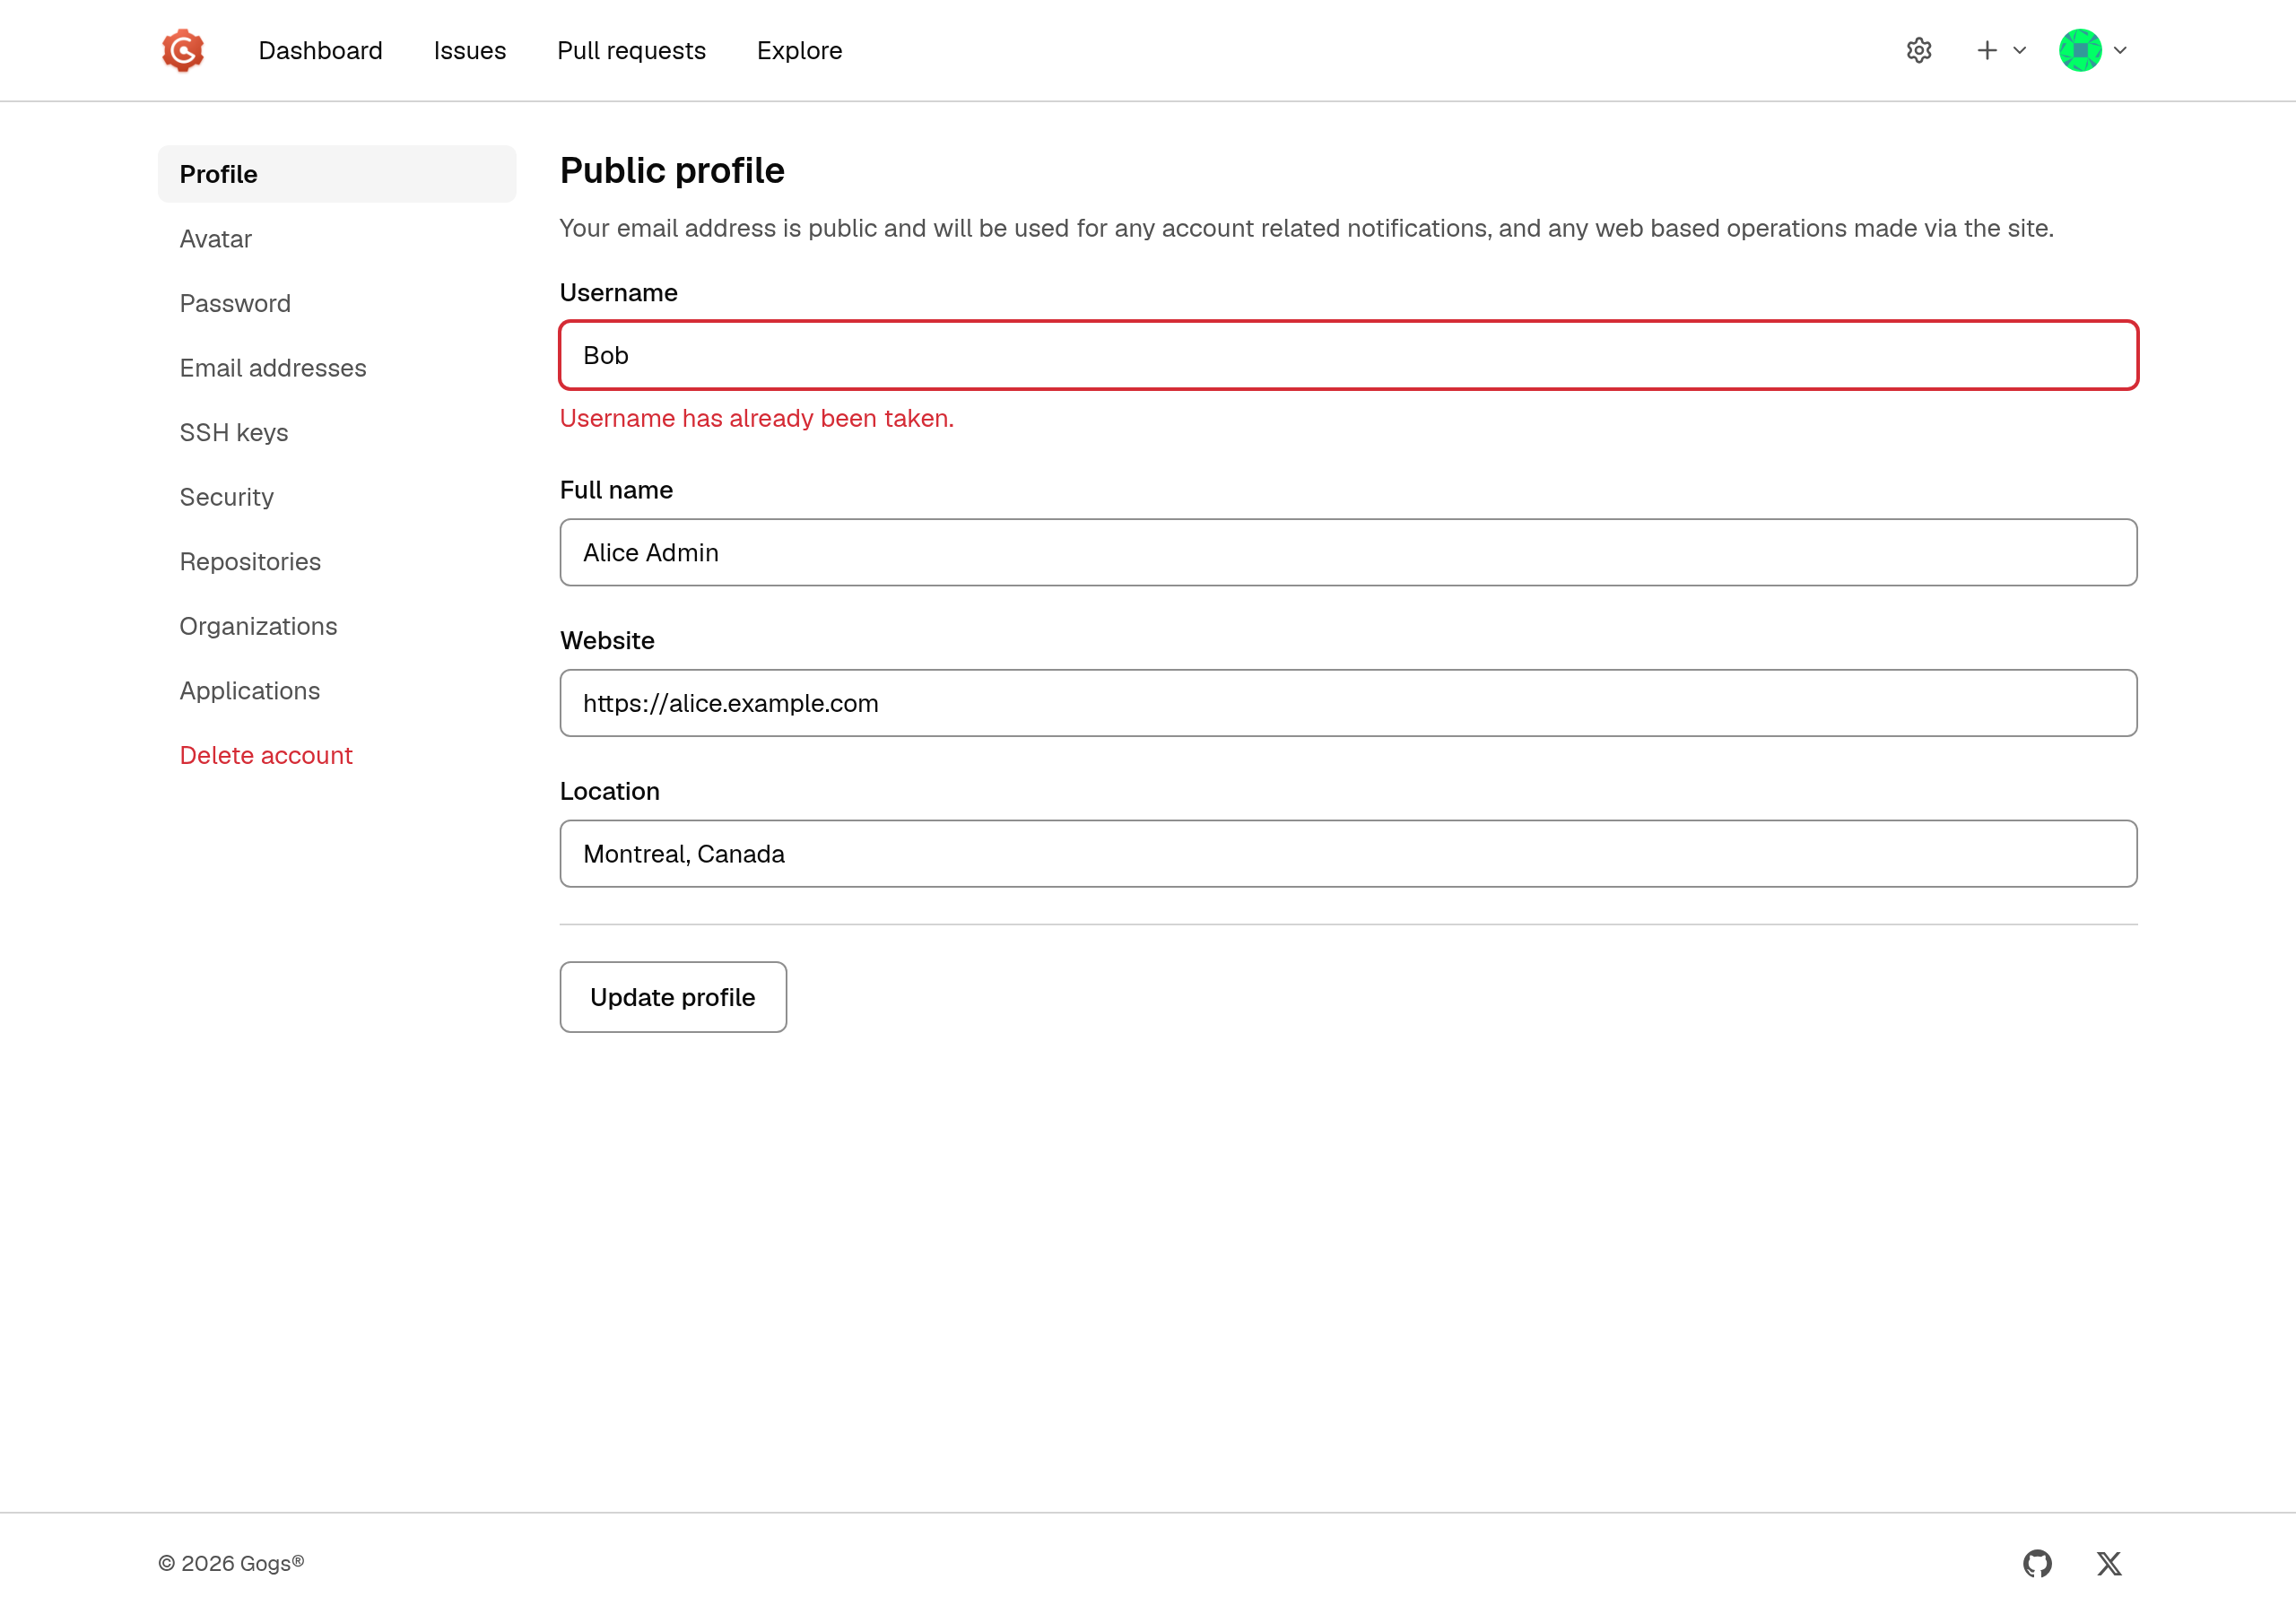 Dashboard Issues Pull requests Explore
Profile
Avatar
Password
Email addresses
SSH keys
Security
Repositories
Organizations
Applications
Delete account
Public profile
Your email address is public and will be used for any account related notifications, and any web based operations made via the site.
Username
Bob
Username has already been taken.
Full name
Alice Admin
Website
https://alice.example.com
Location
Montreal, Canada
Update profile
© 2026 Gogs®